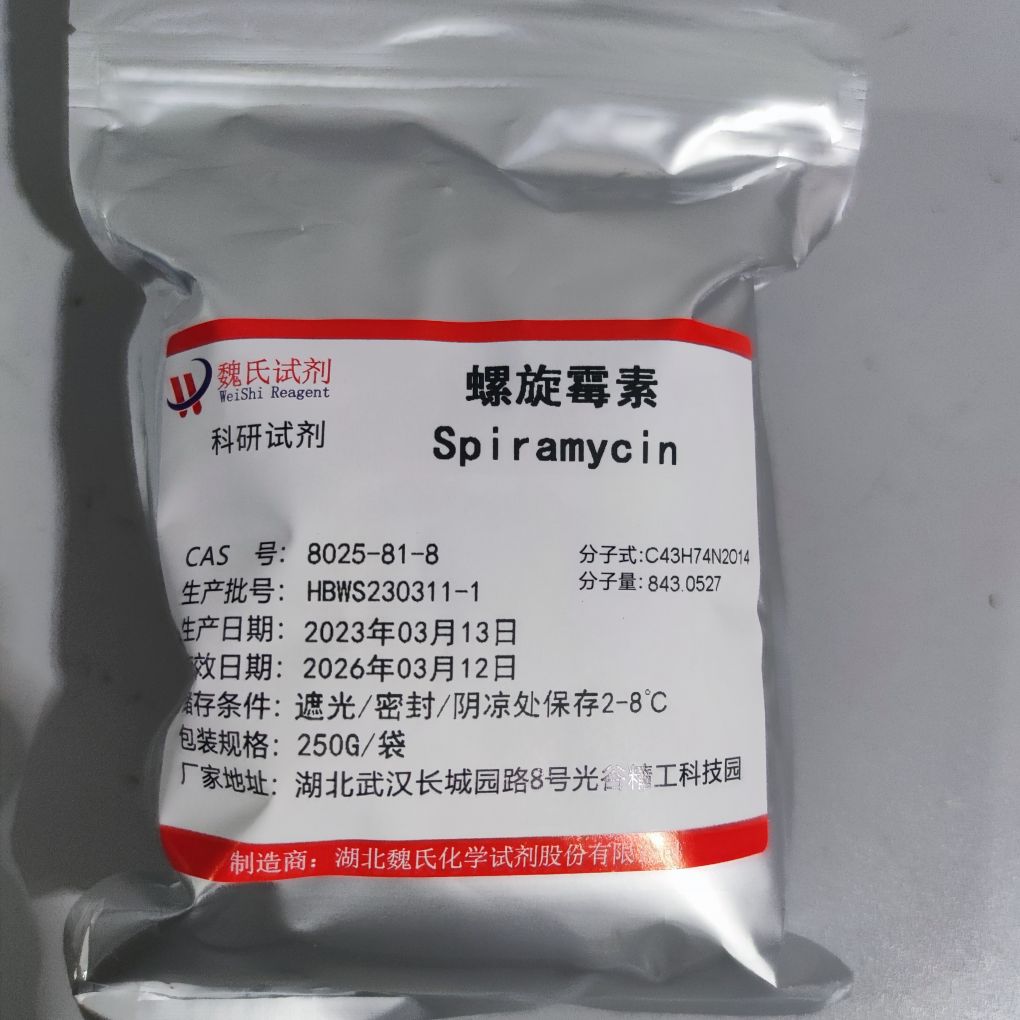 魏氏试剂
WeiShi Reagent
科研试剂
螺旋霉素
Spiramycin
CAS 号: 8025-81-8
分子式:C43H74N2O14
生产批号: HBWS230311-1
分子量: 843.0527
生产日期: 2023年03月13日
效日期: 2026年03月12日
储存条件: 遮光/密封/阴凉处保存2-8℃
包装规格: 250G/袋
厂家地址: 湖北武汉长城园路8号光谷精工科技园
制造商: 湖北魏氏化学试剂股份有限